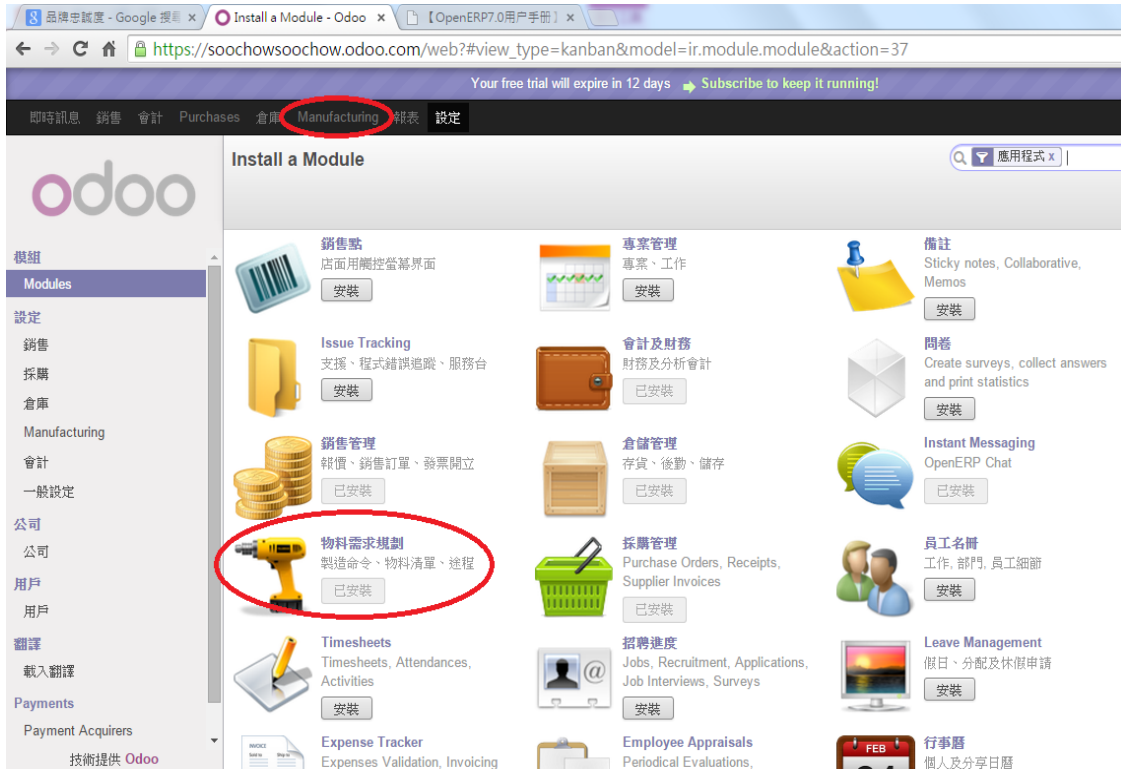 品牌忠誠度 - Google 搜尋
Install a Module - Odoo
【OpenERP7.0用戶手冊】
https://soochowsoochow.odoo.com/web?#view_type=kanban&model=ir.module.module&action=37
Your free trial will expire in 12 days Subscribe to keep it running!
即時訊息 銷售 會計 Purchases 倉庫 Manufacturing 報表 設定
odoo
Install a Module
應用程式 x
模組
Modules
設定
銷售
採購
倉庫
Manufacturing
會計
一般設定
公司
公司
用戶
用戶
翻譯
載入翻譯
Payments
Payment Acquirers
技術提供 Odoo
銷售點
店面用觸控螢幕界面
安裝
專案管理
專案、工作
安裝
備註
Sticky notes, Collaborative,
Memos
安裝
Issue Tracking
支援、程式錯誤追蹤、服務台
安裝
會計及財務
財務及分析會計
已安裝
問卷
Create surveys, collect answers
and print statistics
安裝
銷售管理
報價、銷售訂單、發票開立
已安裝
倉儲管理
存貨、後勤、儲存
已安裝
Instant Messaging
OpenERP Chat
已安裝
物料需求規劃
製造命令、物料清單、途程
已安裝
採購管理
Purchase Orders, Receipts,
Supplier Invoices
已安裝
員工名冊
工作, 部門, 員工細節
安裝
Timesheets
Timesheets, Attendances,
Activities
安裝
招聘進度
Jobs, Recruitment, Applications,
Job Interviews, Surveys
安裝
Leave Management
假日、分配及休假申請
安裝
INVOICE
Expense Tracker
Expenses Validation, Invoicing
Employee Appraisals
Periodical Evaluations,
FEB
行事曆
個人及分享日曆